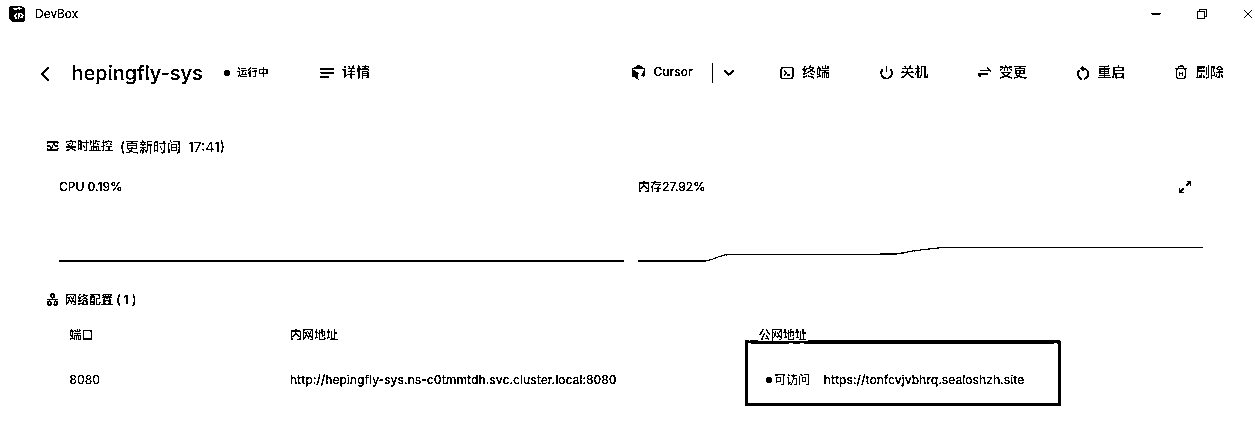 DevBox
hepingfly-sys 运行中 详情 Cursor 终端 关机 变更 重启 删除
实时监控 (更新时间 17:41)
CPU 0.19% 内存27.92%
网络配置 (1)
端口 内网地址 公网地址
8080 http://hepingfly-sys.ns-c0tmmtdh.svc.cluster.local:8080 可访问 https://tonfcvjvbhrq.sealoshzh.site